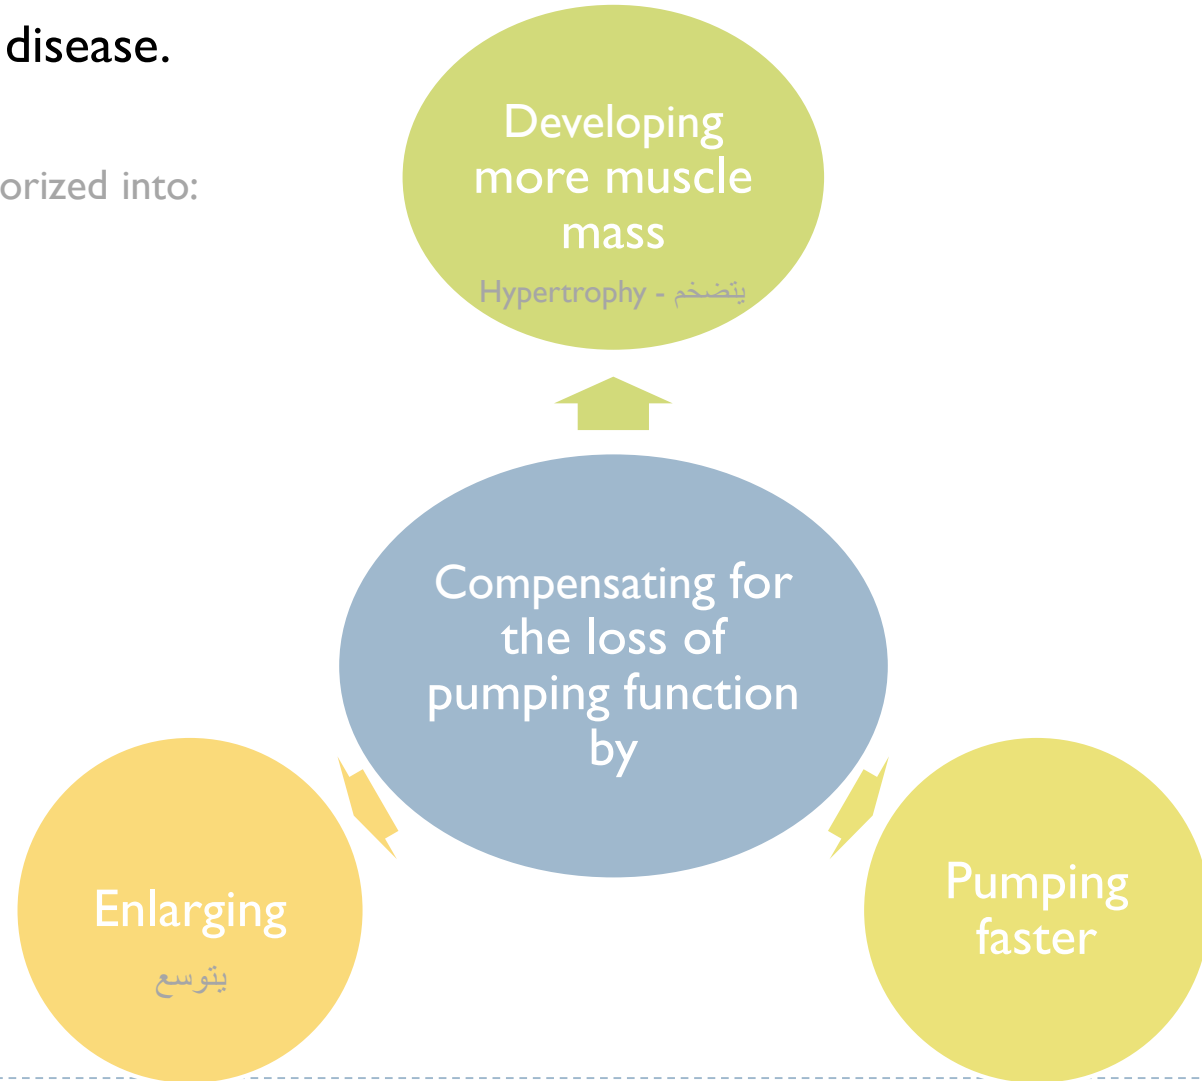 disease.
orized into:
Developing
more muscle
mass
Hypertrophy - يتضخم
Compensating for
the loss of
pumping function
by
Enlarging
يتوسع
Pumping
faster